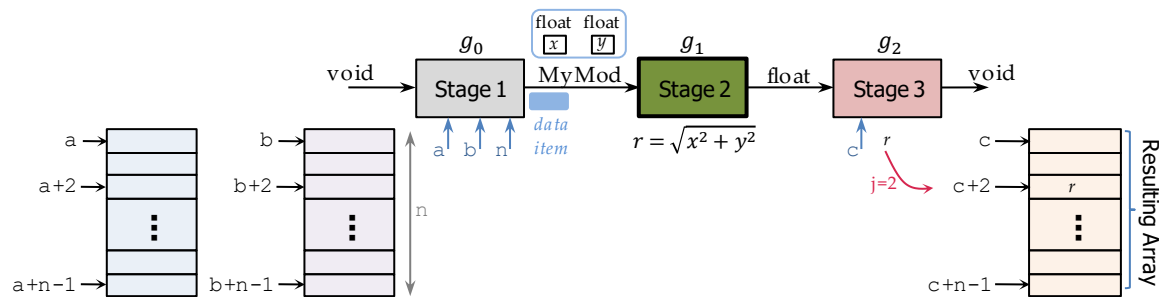 float float
x y
g0 g1 g2
void Stage 1 MyMod Stage 2 float Stage 3 void
a b n
data
item
r = √x² + y²
c r
j=2
a
a+2
⋮
a+n-1
b
b+2
⋮
b+n-1
n
c
c+2 r
⋮
c+n-1
Resulting Array